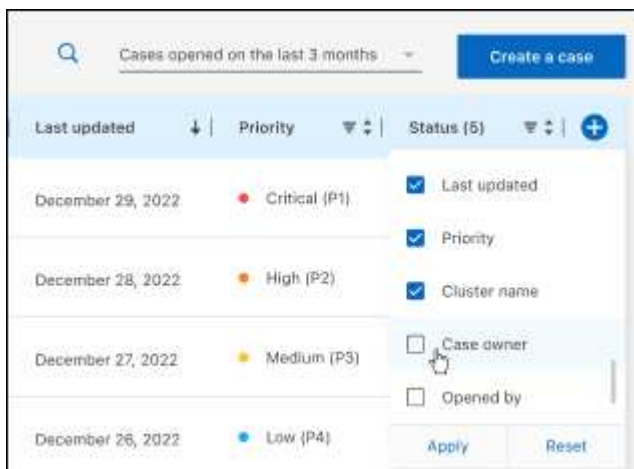 Cases opened on the last 3 months
Create a case
Last updated
Priority
Status (5)
December 29, 2022
Critical (P1)
Last updated
Priority
December 28, 2022
High (P2)
Cluster name
December 27, 2022
Medium (P3)
Case owner
Opened by
December 26, 2022
Low (P4)
Apply
Reset